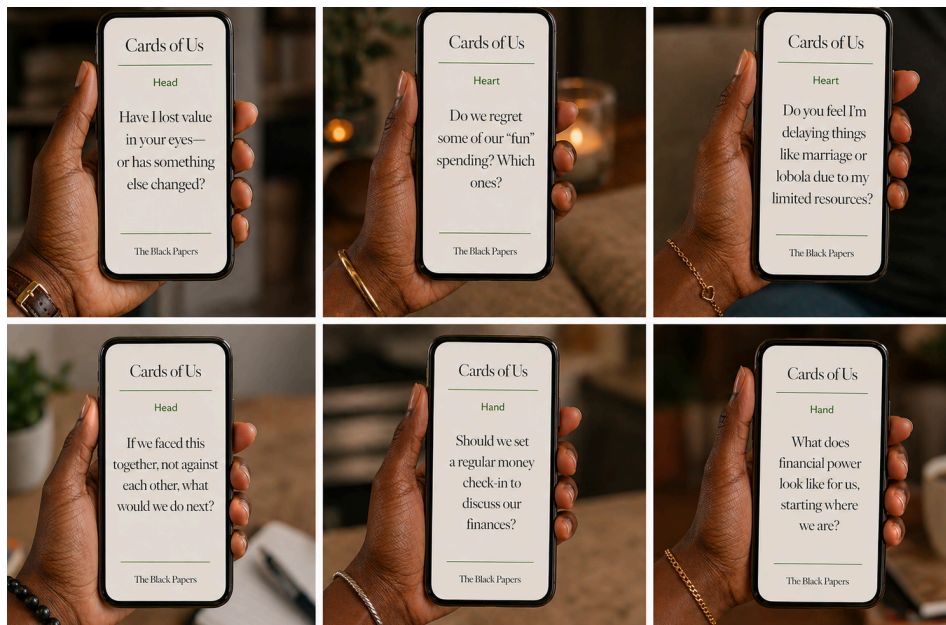 Cards of Us
Head
Have I lost value
in your eyes—
or has something
else changed?
The Black Papers
Cards of Us
Heart
Do we regret
some of our “fun”
spending? Which
ones?
The Black Papers
Cards of Us
Heart
Do you feel I’m
delaying things
like marriage or
lobola due to my
limited resources?
The Black Papers
Cards of Us
Head
If we faced this
together, not against
each other, what
would we do next?
The Black Papers
Cards of Us
Hand
Should we set
a regular money
check-in to
discuss our
finances?
The Black Papers
Cards of Us
Hand
What does
financial power
look like for us,
starting where
we are?
The Black Papers